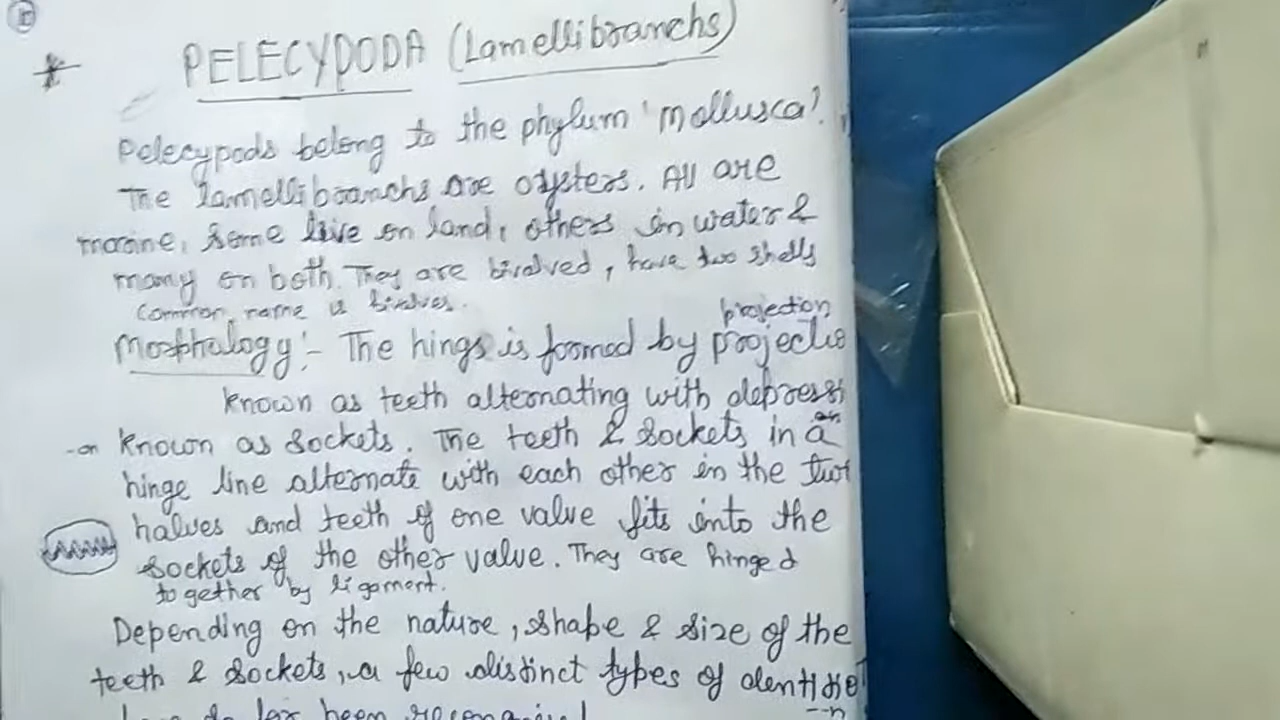 PELECYPODA (Lamellibranchs)
Pelecypods belong to the phylum 'Mollusca'.
The lamellibranchs are oysters. All are
marine, some live on land, others in water &
many on both. They are bivalved, have two shells
common name is bivalves.
projection
Morphalogy:- The hings is formed by projectio
known as teeth alternating with depressi
-on known as sockets. The teeth & sockets in a
hinge line alternate with each other in the two
halves and teeth of one valve fits into the
sockets of the other valve. They are hinged
together by ligament.
Depending on the nature, shape & size of the
teeth & sockets, a few distinct types of dentitio
--n